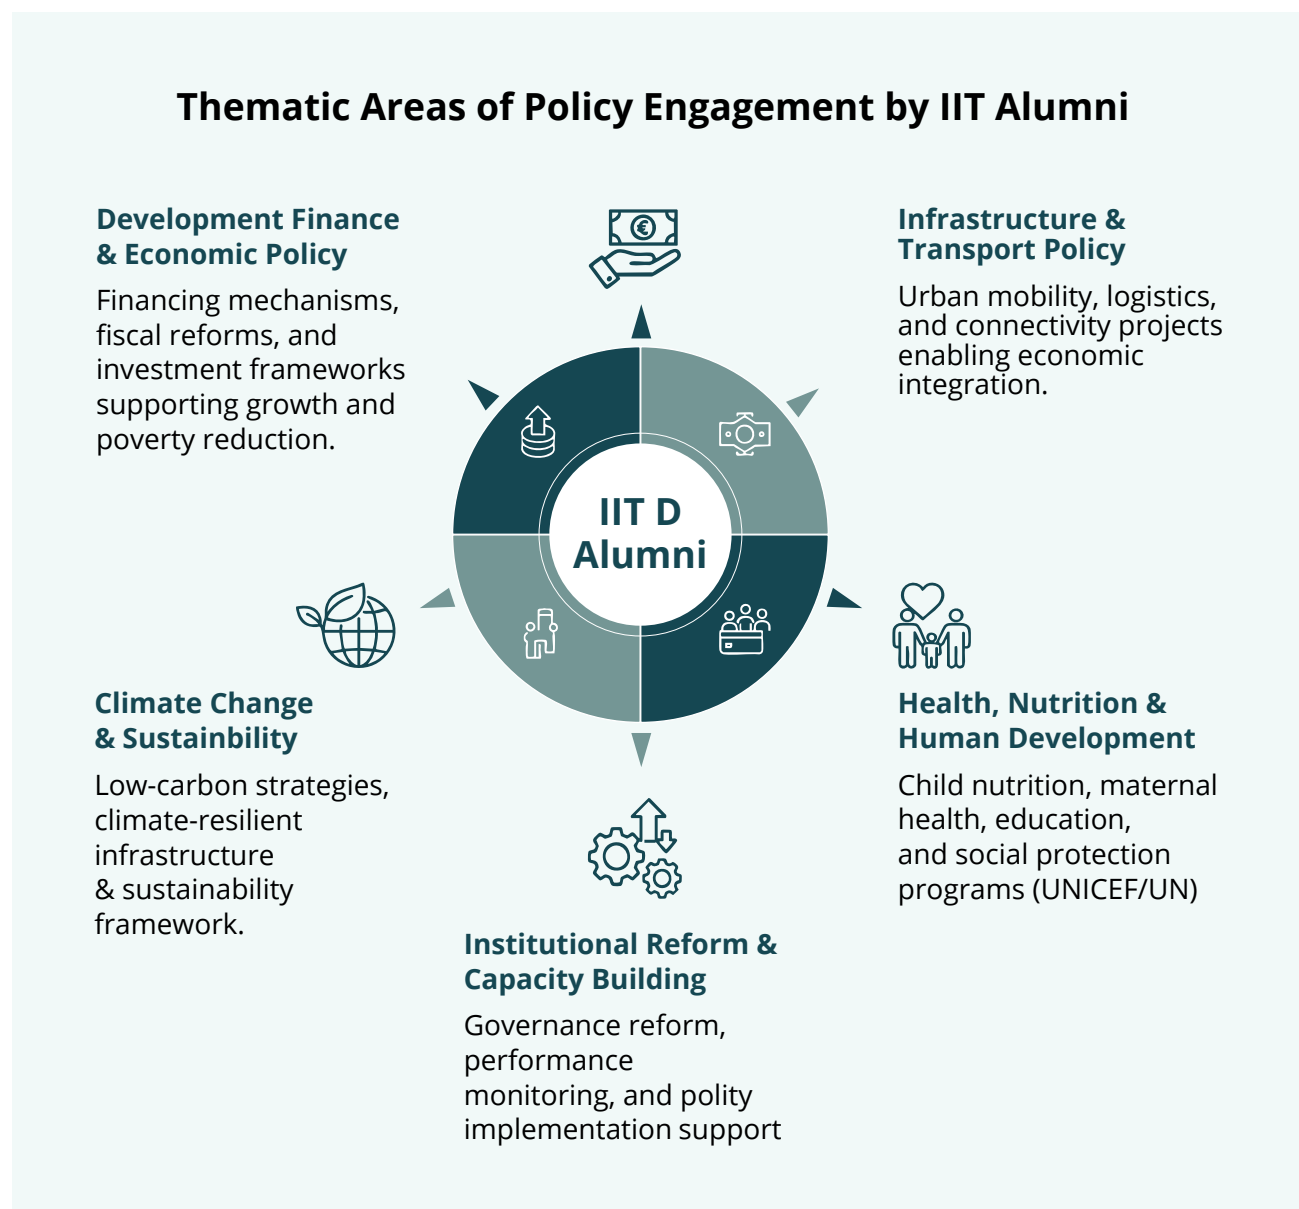 Thematic Areas of Policy Engagement by IIT Alumni
Development Finance
& Economic Policy
Financing mechanisms,
fiscal reforms, and
investment frameworks
supporting growth and
poverty reduction.
Infrastructure &
Transport Policy
Urban mobility, logistics,
and connectivity projects
enabling economic
integration.
IIT D
Alumni
Climate Change
& Sustainbility
Low-carbon strategies,
climate-resilient
infrastructure
& sustainability
framework.
Health, Nutrition &
Human Development
Child nutrition, maternal
health, education,
and social protection
programs (UNICEF/UN)
Institutional Reform &
Capacity Building
Governance reform,
performance
monitoring, and polity
implementation support